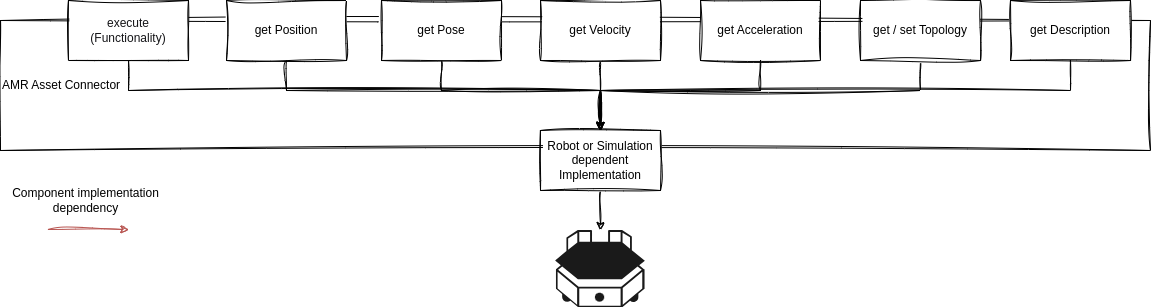 execute
(Functionality)
get Position
get Pose
get Velocity
get Acceleration
get / set Topology
get Description
AMR Asset Connector
Robot or Simulation
dependent
Implementation
Component implementation
dependency